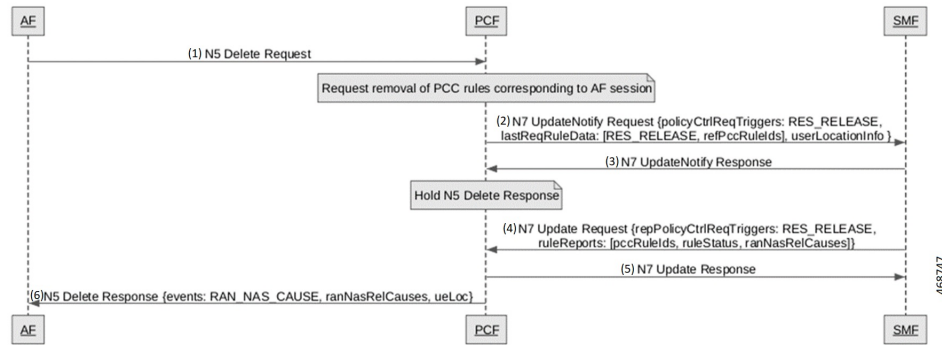 AF
PCF
SMF
(1) N5 Delete Request
Request removal of PCC rules corresponding to AF session
(2) N7 UpdateNotify Request {policyCtrlReqTriggers: RES_RELEASE,
lastReqRuleData: [RES_RELEASE, refPccRuleIds], userLocationInfo }
(3) N7 UpdateNotify Response
Hold N5 Delete Response
(4) N7 Update Request {repPolicyCtrlReqTriggers: RES_RELEASE,
ruleReports: [pccRuleIds, ruleStatus, ranNasRelCauses]}
(5) N7 Update Response
(6)N5 Delete Response {events: RAN_NAS_CAUSE, ranNasRelCauses, ueLoc}
AF
PCF
SMF
468747